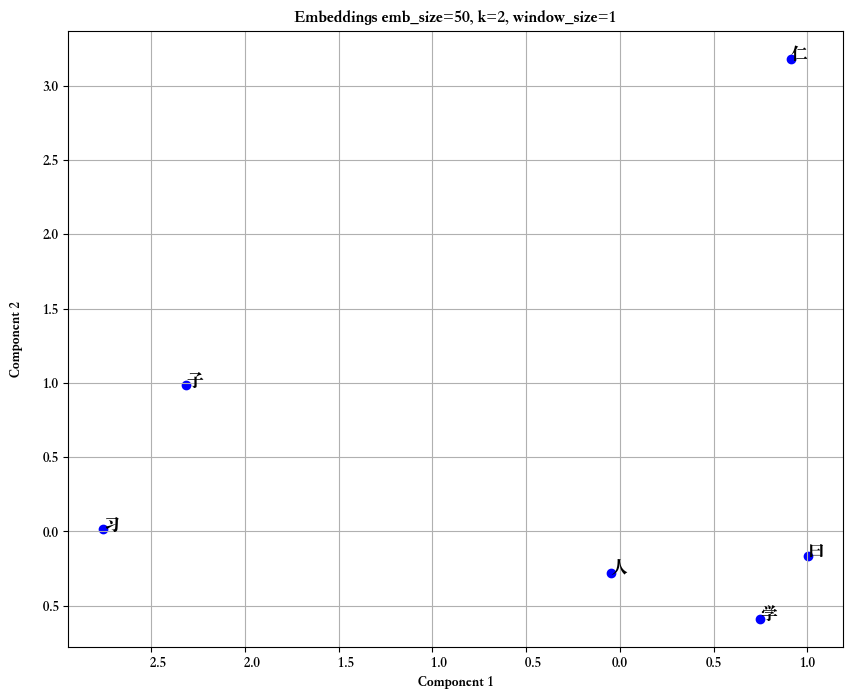 Embeddings emb_size=50, k=2, window_size=1
仁
3.0
2.5
2.0
1.5
子
1.0
0.5
习
0.0
曰
人
学
0.5
2.5 2.0 1.5 1.0 0.5 0.0 0.5 1.0
Component 1
Component 2